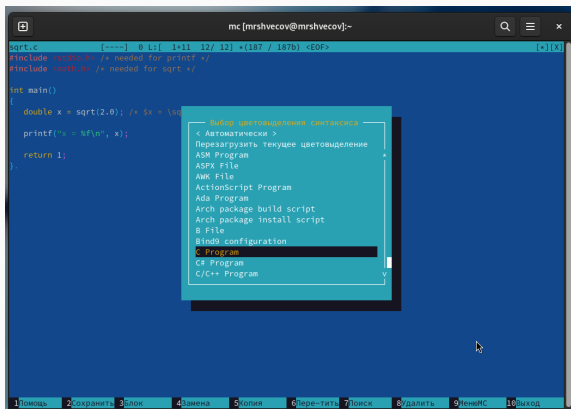 mc [mrshvecov@mrshvecov]:~
sqrt.c [----] 0 L:[ 1+11 12/ 12] *(187 / 187b) <EOF> [*][X]
#include /* needed for printf */
#include /* needed for sqrt */
int main()
{
double x = sqrt(2.0); /* $x = \sq
printf("x = %f\n", x);
return 1;
}
Выбор цветовыделения синтаксиса
< Автоматически >
Перезагрузить текущее цветовыделение
ASM Program
ASPX File
AWK File
ActionScript Program
Ada Program
Arch package build script
Arch package install script
B File
Bind9 configuration
C Program
C# Program
C/C++ Program
1Помощь 2Сохранить 3Блок 4Замена 5Копия 6Пере~тить 7Поиск 8Удалить 9МенюMC 10Выход